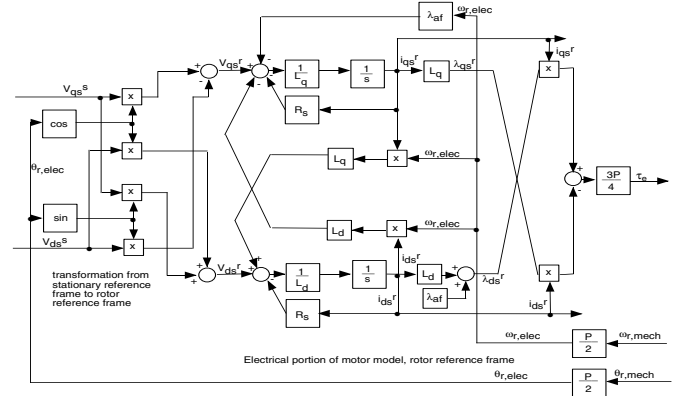 λaf
ωr,elec
Vqsʳ
+
-
-
+
-
-
1
Lq
1
s
iqsʳ
Lq
λqsʳ
iqsʳ
x
Vqsˢ
x
cos
Rs
θr,elec
x
Lq
x
ωr,elec
x
+
-
3P
4
τe
sin
Ld
x
ωr,elec
Vdsˢ
x
+
+
Vdsʳ
+
+
-
1
Ld
1
s
idsʳ
Ld
+
+
λdsʳ
x
transformation from
stationary reference
frame to rotor
reference frame
Rs
idsʳ
λaf
idsʳ
ωr,elec
P
2
ωr,mech
Electrical portion of motor model, rotor reference frame
θr,elec
P
2
θr,mech